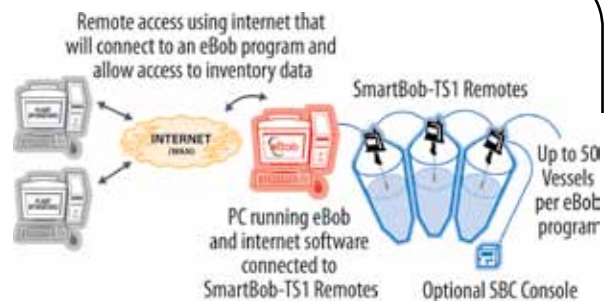 Remote access using internet that
will connect to an eBob program and
allow access to inventory data
SmartBob-TS1 Remotes
INTERNET
(WAN)
eBob
Up to 50
Vessels
per eBob
program
PC running eBob
and internet software
connected to
SmartBob-TS1 Remotes
Optional SBC Console